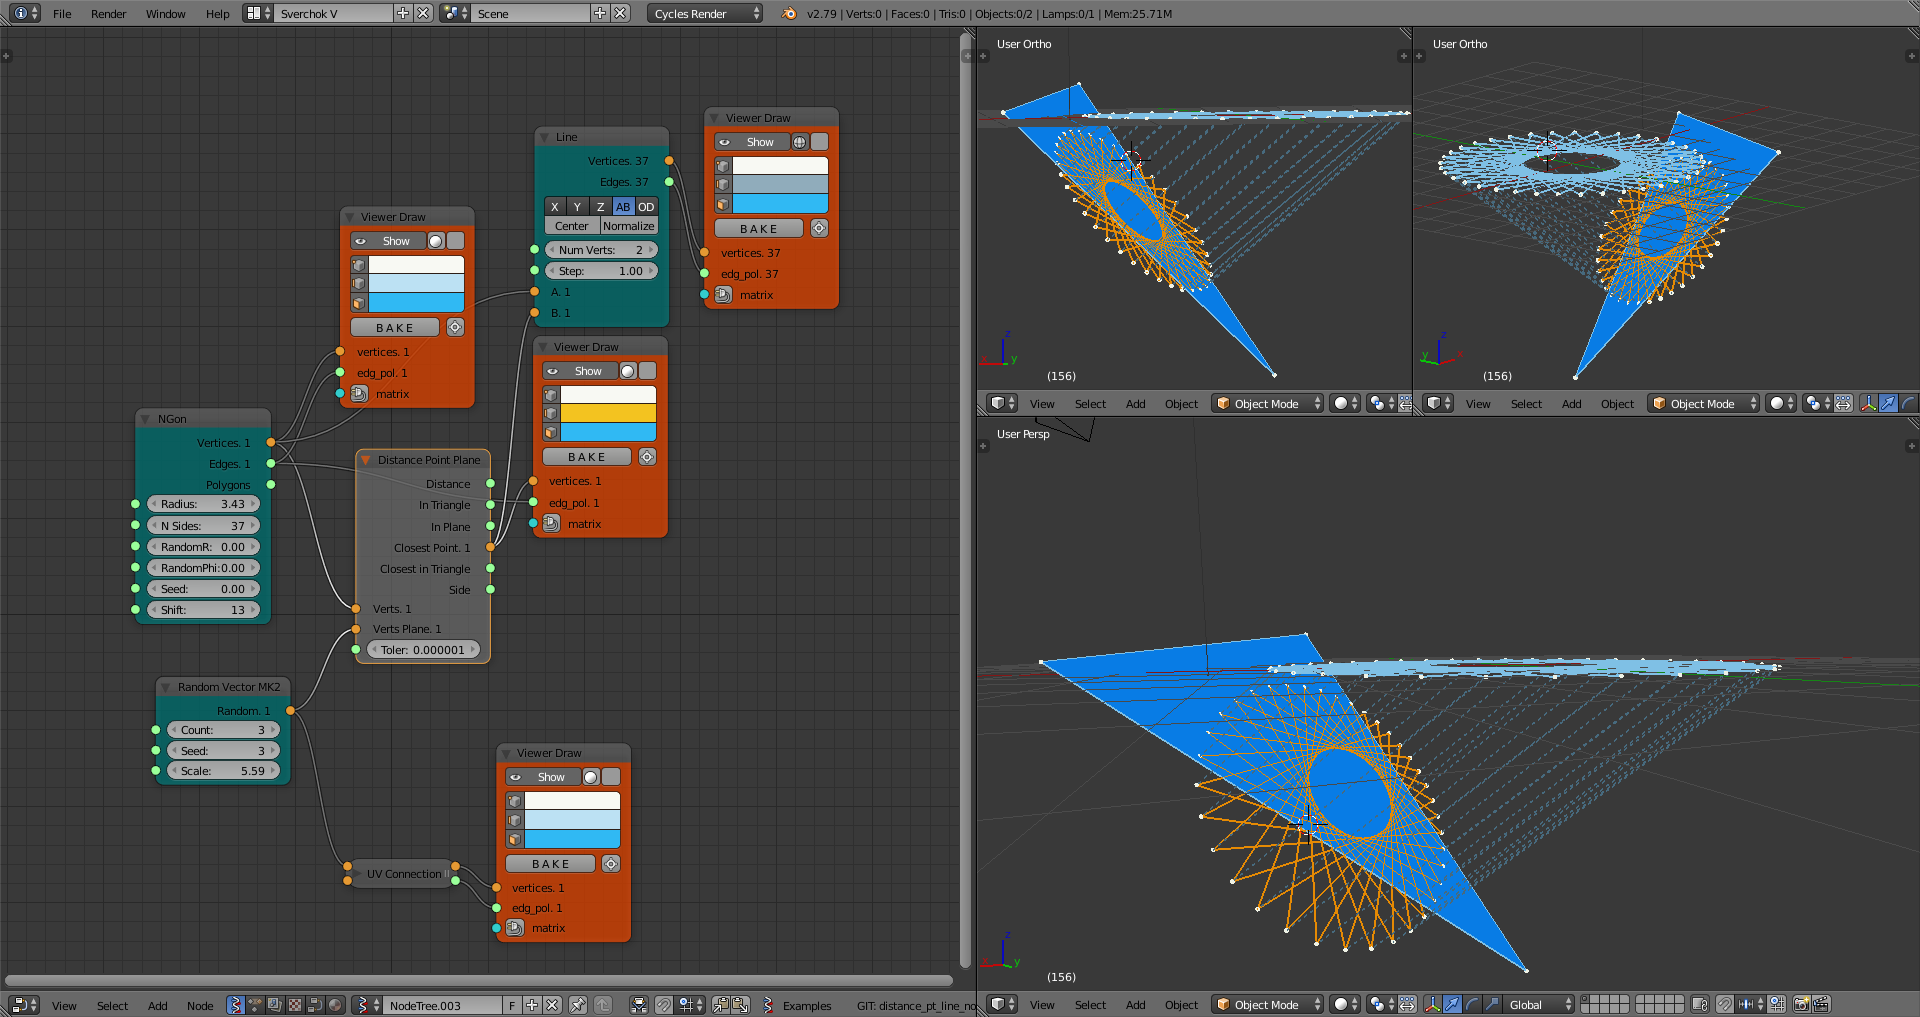 File
Render
Window
Help
Sverchok V
Scene
Cycles Render
v2.79 | Verts:0 | Faces:0 | Tris:0 | Objects:0/2 | Lamps:0/1 | Mem:25.71M
Viewer Draw
Show
BAKE
vertices. 1
edg_pol. 1
matrix
Line
Vertices. 37
Edges. 37
X Y Z AB OD
Center Normalize
Num Verts: 2
Step: 1.00
A. 1
B. 1
Viewer Draw
Show
BAKE
vertices. 37
edg_pol. 37
matrix
Viewer Draw
Show
BAKE
vertices. 1
edg_pol. 1
matrix
NGon
Vertices. 1
Edges. 1
Polygons
Radius: 3.43
N Sides: 37
RandomR: 0.00
RandomPhi: 0.00
Seed: 0.00
Shift: 13
Distance Point Plane
Distance
In Triangle
In Plane
Closest Point. 1
Closest in Triangle
Side
Verts. 1
Verts Plane. 1
Toler: 0.000001
Random Vector MK2
Random. 1
Count: 3
Seed: 3
Scale: 5.59
UV Connection
Viewer Draw
Show
BAKE
vertices. 1
edg_pol. 1
matrix
View
Select
Add
Node
NodeTree.003
F
Examples
GIT: distance_pt_line_no
User Ortho
z
x
y
(156)
View
Select
Add
Object
Object Mode
User Ortho
z
y
x
(156)
View
Select
Add
Object
Object Mode
User Persp
z
x
y
(156)
View
Select
Add
Object
Object Mode
Global